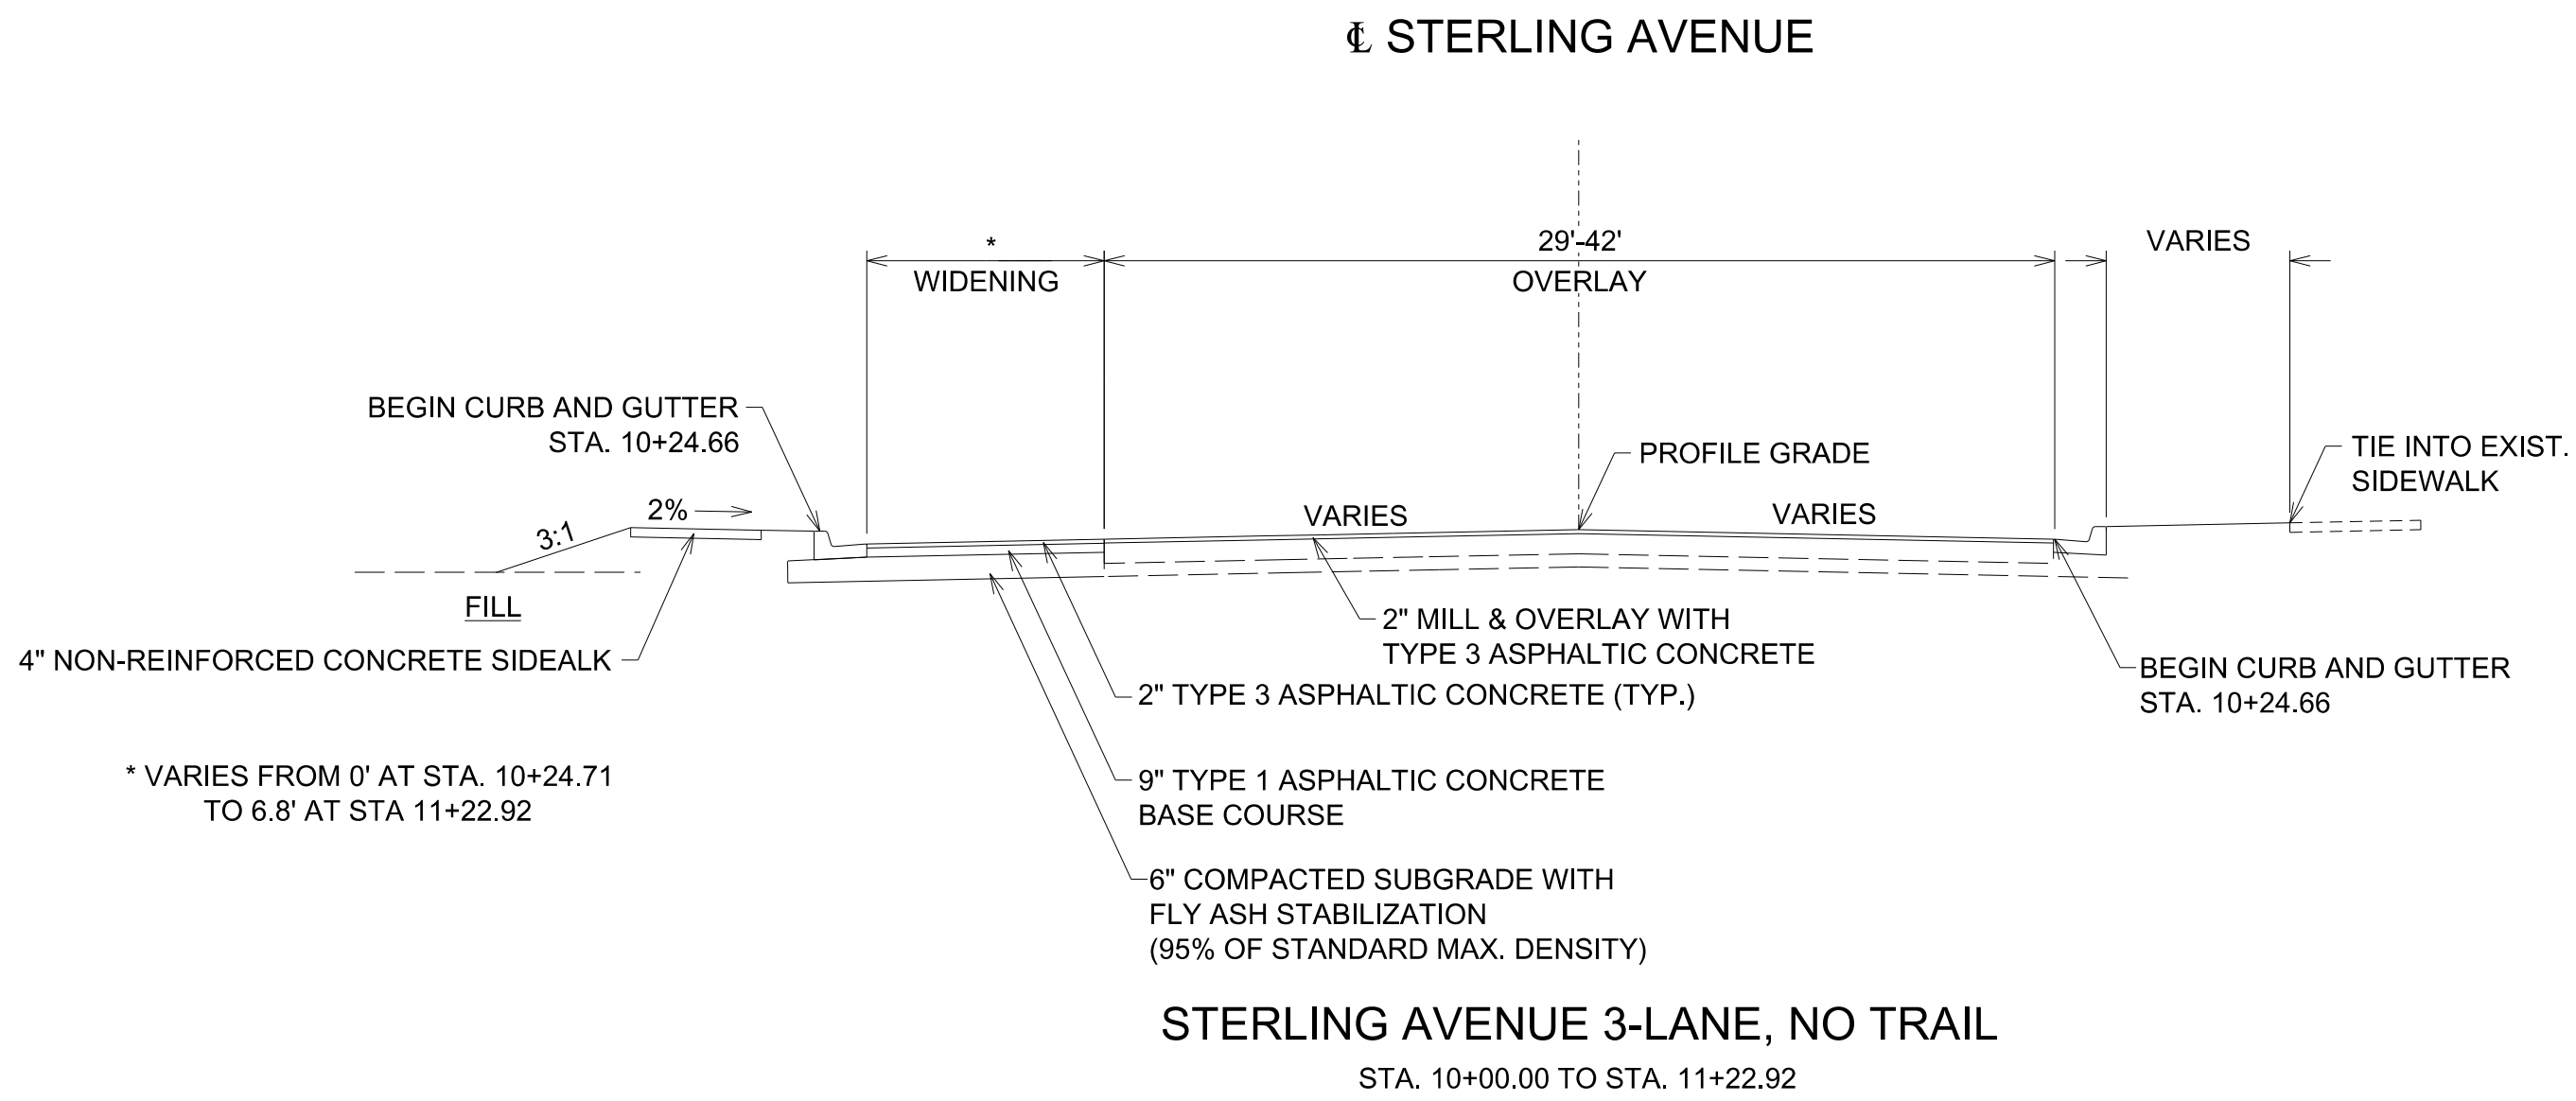 ℄ STERLING AVENUE
*
29'-42'
VARIES
WIDENING
OVERLAY
BEGIN CURB AND GUTTER
STA. 10+24.66
PROFILE GRADE
TIE INTO EXIST.
SIDEWALK
2%
3:1
VARIES
VARIES
FILL
4" NON-REINFORCED CONCRETE SIDEALK
2" MILL & OVERLAY WITH
TYPE 3 ASPHALTIC CONCRETE
BEGIN CURB AND GUTTER
STA. 10+24.66
2" TYPE 3 ASPHALTIC CONCRETE (TYP.)
* VARIES FROM 0' AT STA. 10+24.71
TO 6.8' AT STA 11+22.92
9" TYPE 1 ASPHALTIC CONCRETE
BASE COURSE
6" COMPACTED SUBGRADE WITH
FLY ASH STABILIZATION
(95% OF STANDARD MAX. DENSITY)
STERLING AVENUE 3-LANE, NO TRAIL
STA. 10+00.00 TO STA. 11+22.92